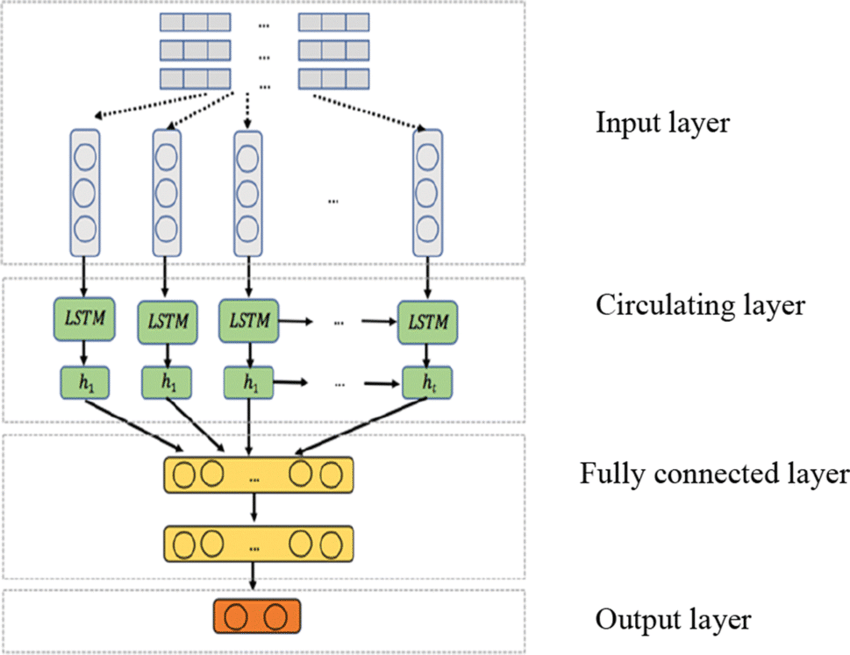 ... 
...
...
Input layer
...
LSTM LSTM LSTM ... LSTM
Circulating layer
h₁ h₁ h₁ ... hₜ
...
Fully connected layer
...
Output layer